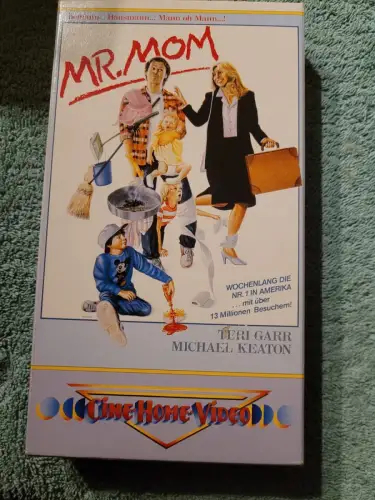 Hausmann... Mann oh Mann...!
MR. MOM
WOCHENLANG DIE
NR. 1 IN AMERIKA
...mit über
13 Millionen Besuchern!
TERI GARR
MICHAEL KEATON
Cine-Home-Video